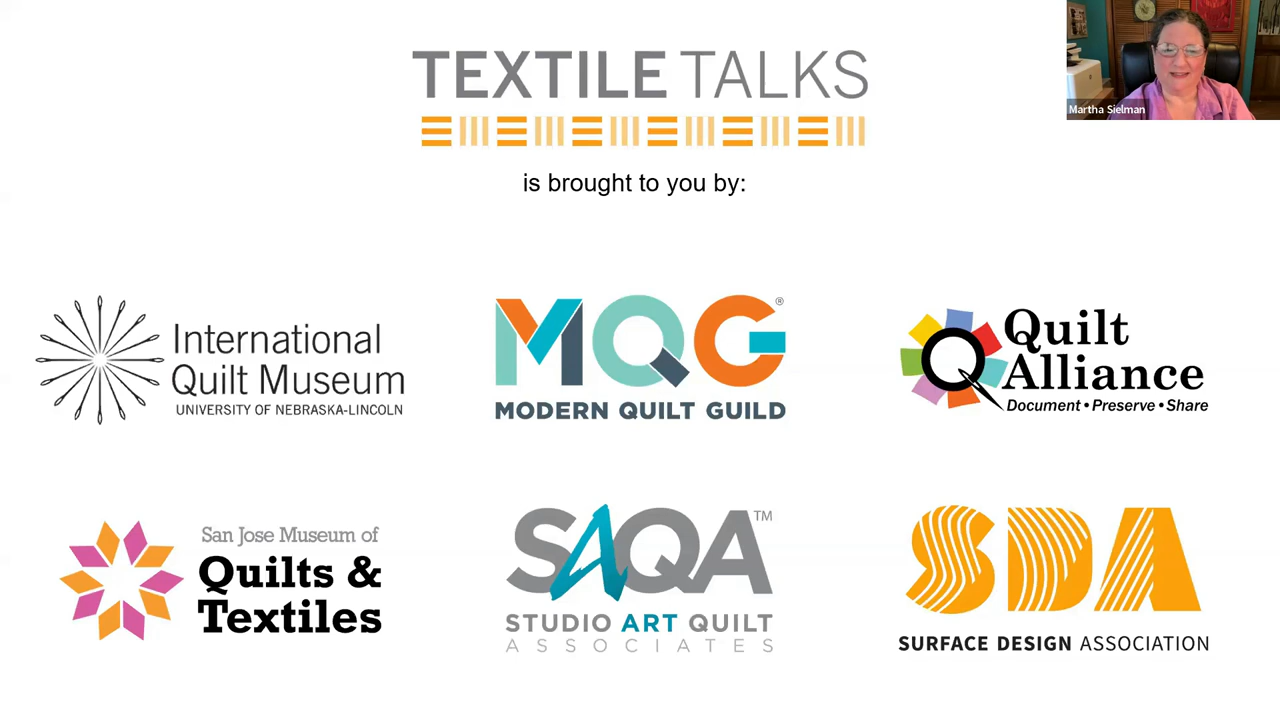 TEXTILE TALKS
Martha Sielman
is brought to you by:
International
Quilt Museum
UNIVERSITY OF NEBRASKA-LINCOLN
MQG®
MODERN QUILT GUILD
Quilt
Alliance
Document • Preserve • Share
San Jose Museum of
Quilts &
Textiles
SAQA™
STUDIO ART QUILT
ASSOCIATES
SDA
SURFACE DESIGN ASSOCIATION